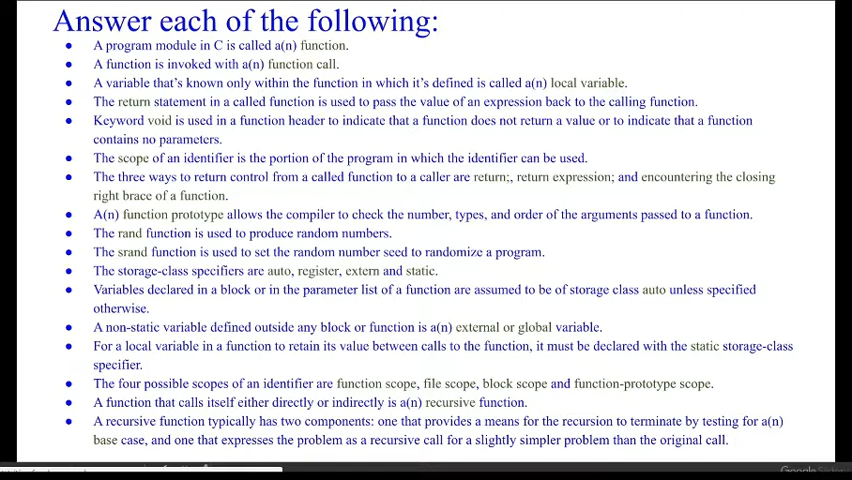 Answer each of the following:
● A program module in C is called a(n) function.
● A function is invoked with a(n) function call.
● A variable that's known only within the function in which it's defined is called a(n) local variable.
● The return statement in a called function is used to pass the value of an expression back to the calling function.
● Keyword void is used in a function header to indicate that a function does not return a value or to indicate that a function
contains no parameters.
● The scope of an identifier is the portion of the program in which the identifier can be used.
● The three ways to return control from a called function to a caller are return;, return expression; and encountering the closing
right brace of a function.
● A(n) function prototype allows the compiler to check the number, types, and order of the arguments passed to a function.
● The rand function is used to produce random numbers.
● The srand function is used to set the random number seed to randomize a program.
● The storage-class specifiers are auto, register, extern and static.
● Variables declared in a block or in the parameter list of a function are assumed to be of storage class auto unless specified
otherwise.
● A non-static variable defined outside any block or function is a(n) external or global variable.
● For a local variable in a function to retain its value between calls to the function, it must be declared with the static storage-class
specifier.
● The four possible scopes of an identifier are function scope, file scope, block scope and function-prototype scope.
● A function that calls itself either directly or indirectly is a(n) recursive function.
● A recursive function typically has two components: one that provides a means for the recursion to terminate by testing for a(n)
base case, and one that expresses the problem as a recursive call for a slightly simpler problem than the original call.
Google